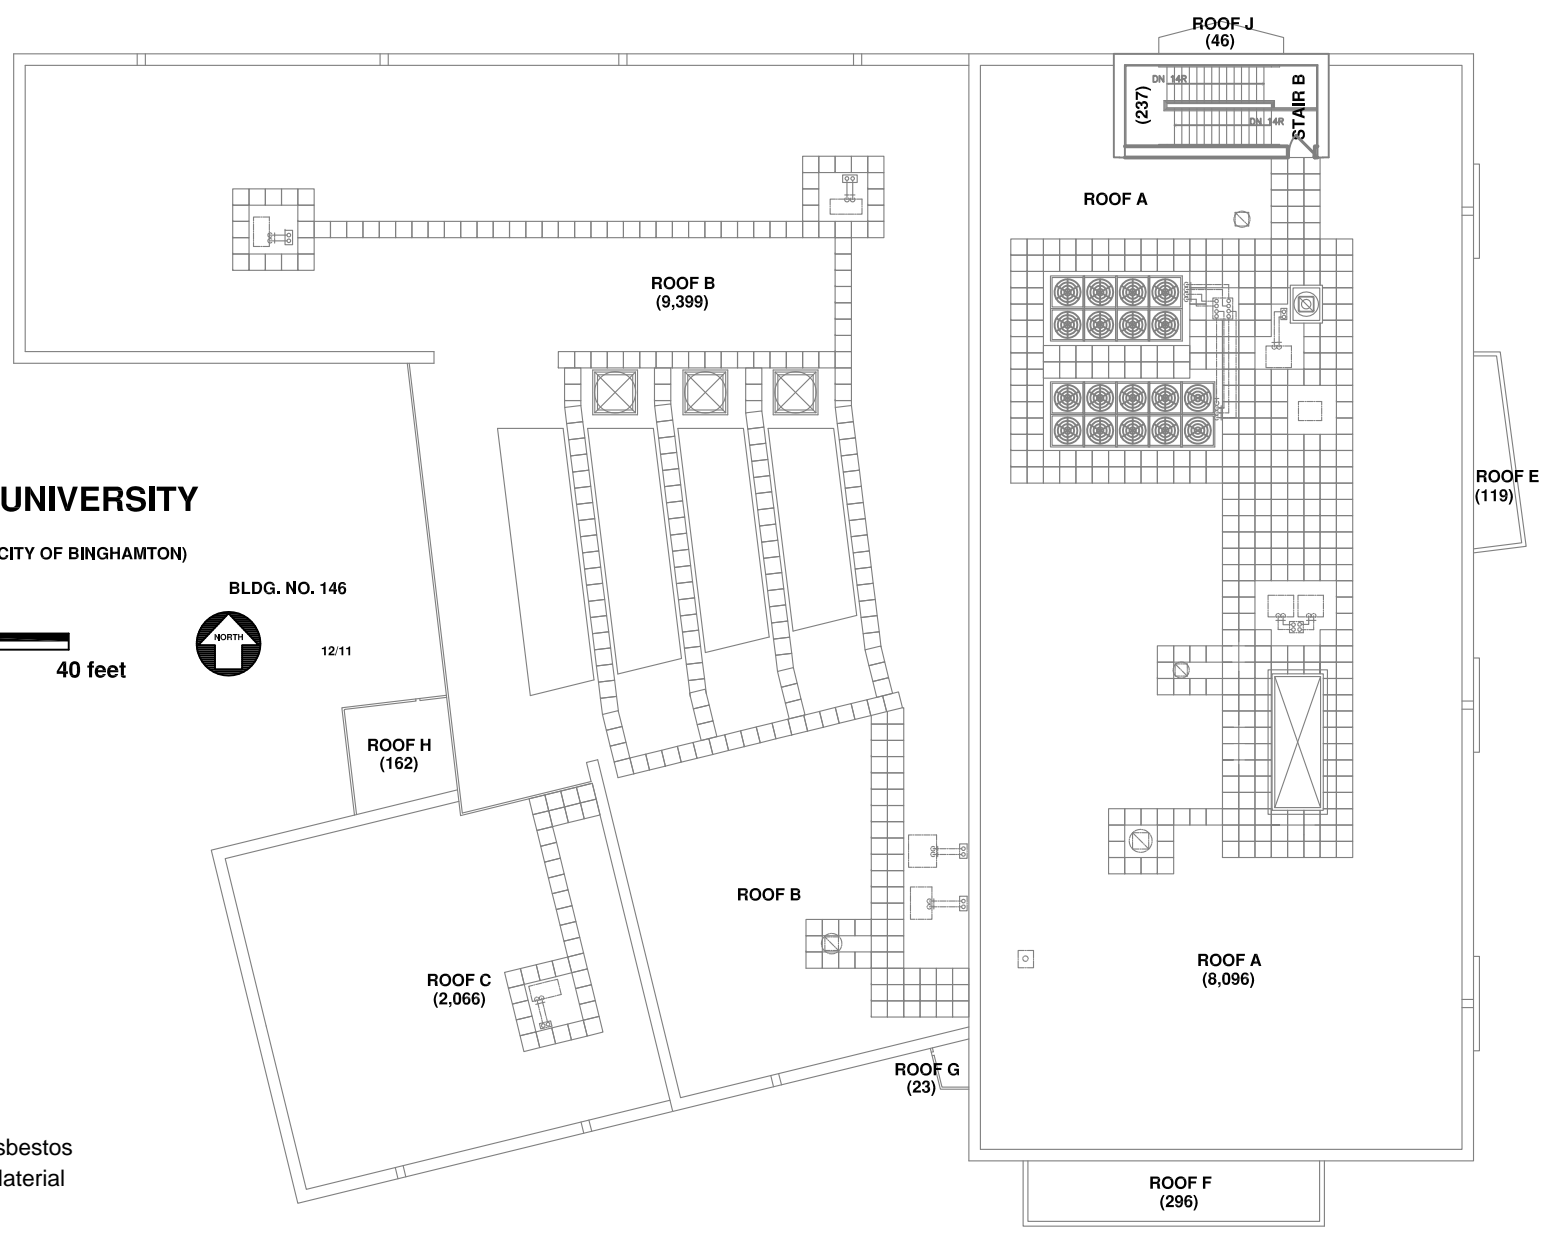 ROOF J
(46)
DN 14R
(237)
STAIR B
DN 14R
ROOF A
ROOF B
(9,399)
ROOF E
(119)
UNIVERSITY
CITY OF BINGHAMTON)
BLDG. NO. 146
NORTH
12/11
40 feet
ROOF H
(162)
ROOF B
ROOF C
(2,066)
ROOF A
(8,096)
ROOF G
(23)
sbestos
laterial
ROOF F
(296)